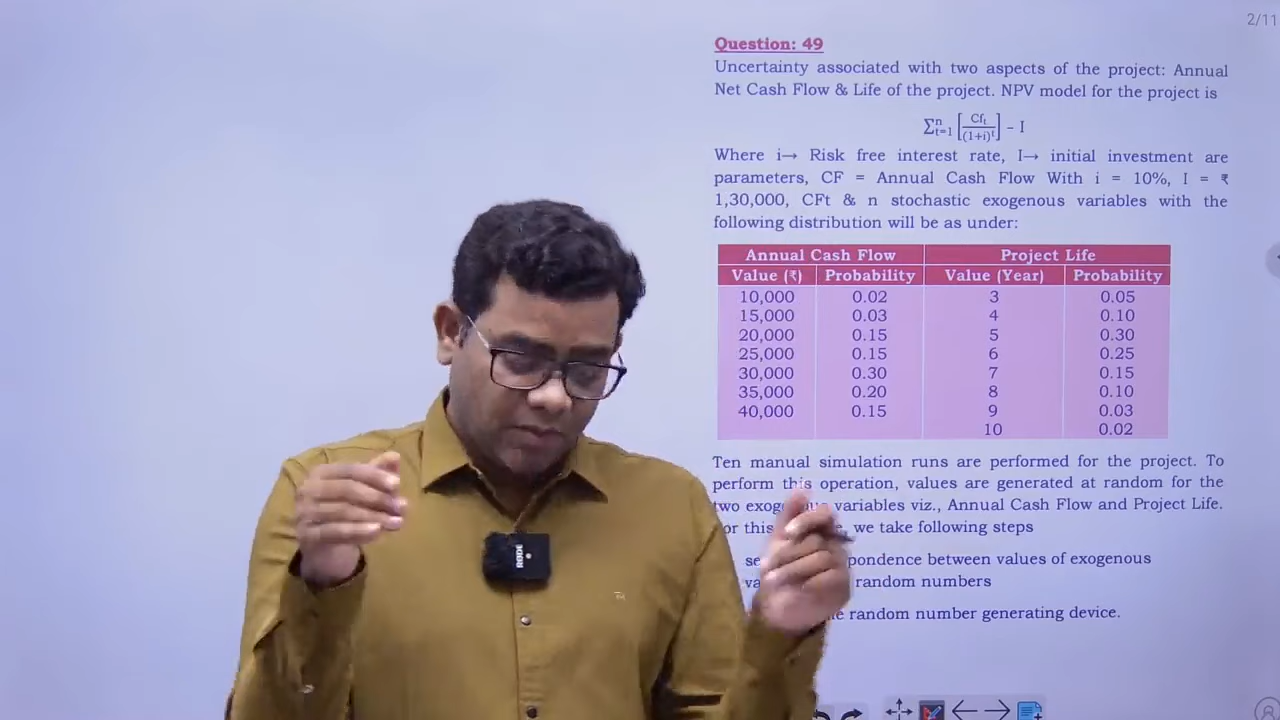 2/11
Question: 49
Uncertainty associated with two aspects of the project: Annual
Net Cash Flow & Life of the project. NPV model for the project is
∑ⁿₜ₌₁ [Cfₜ/(1+i)ᵗ] – I
Where i→ Risk free interest rate, I→ initial investment are
parameters, CF = Annual Cash Flow With i = 10%, I = ₹
1,30,000, CFt & n stochastic exogenous variables with the
following distribution will be as under:
Annual Cash Flow Project Life
Value (₹) Probability Value (Year) Probability
10,000 0.02 3 0.05
15,000 0.03 4 0.10
20,000 0.15 5 0.30
25,000 0.15 6 0.25
30,000 0.30 7 0.15
35,000 0.20 8 0.10
40,000 0.15 9 0.03
10 0.02
Ten manual simulation runs are performed for the project. To
perform this operation, values are generated at random for the
two variables viz., Annual Cash Flow and Project Life.
this we take following steps
between values of exogenous
random numbers
random number generating device.
RODE